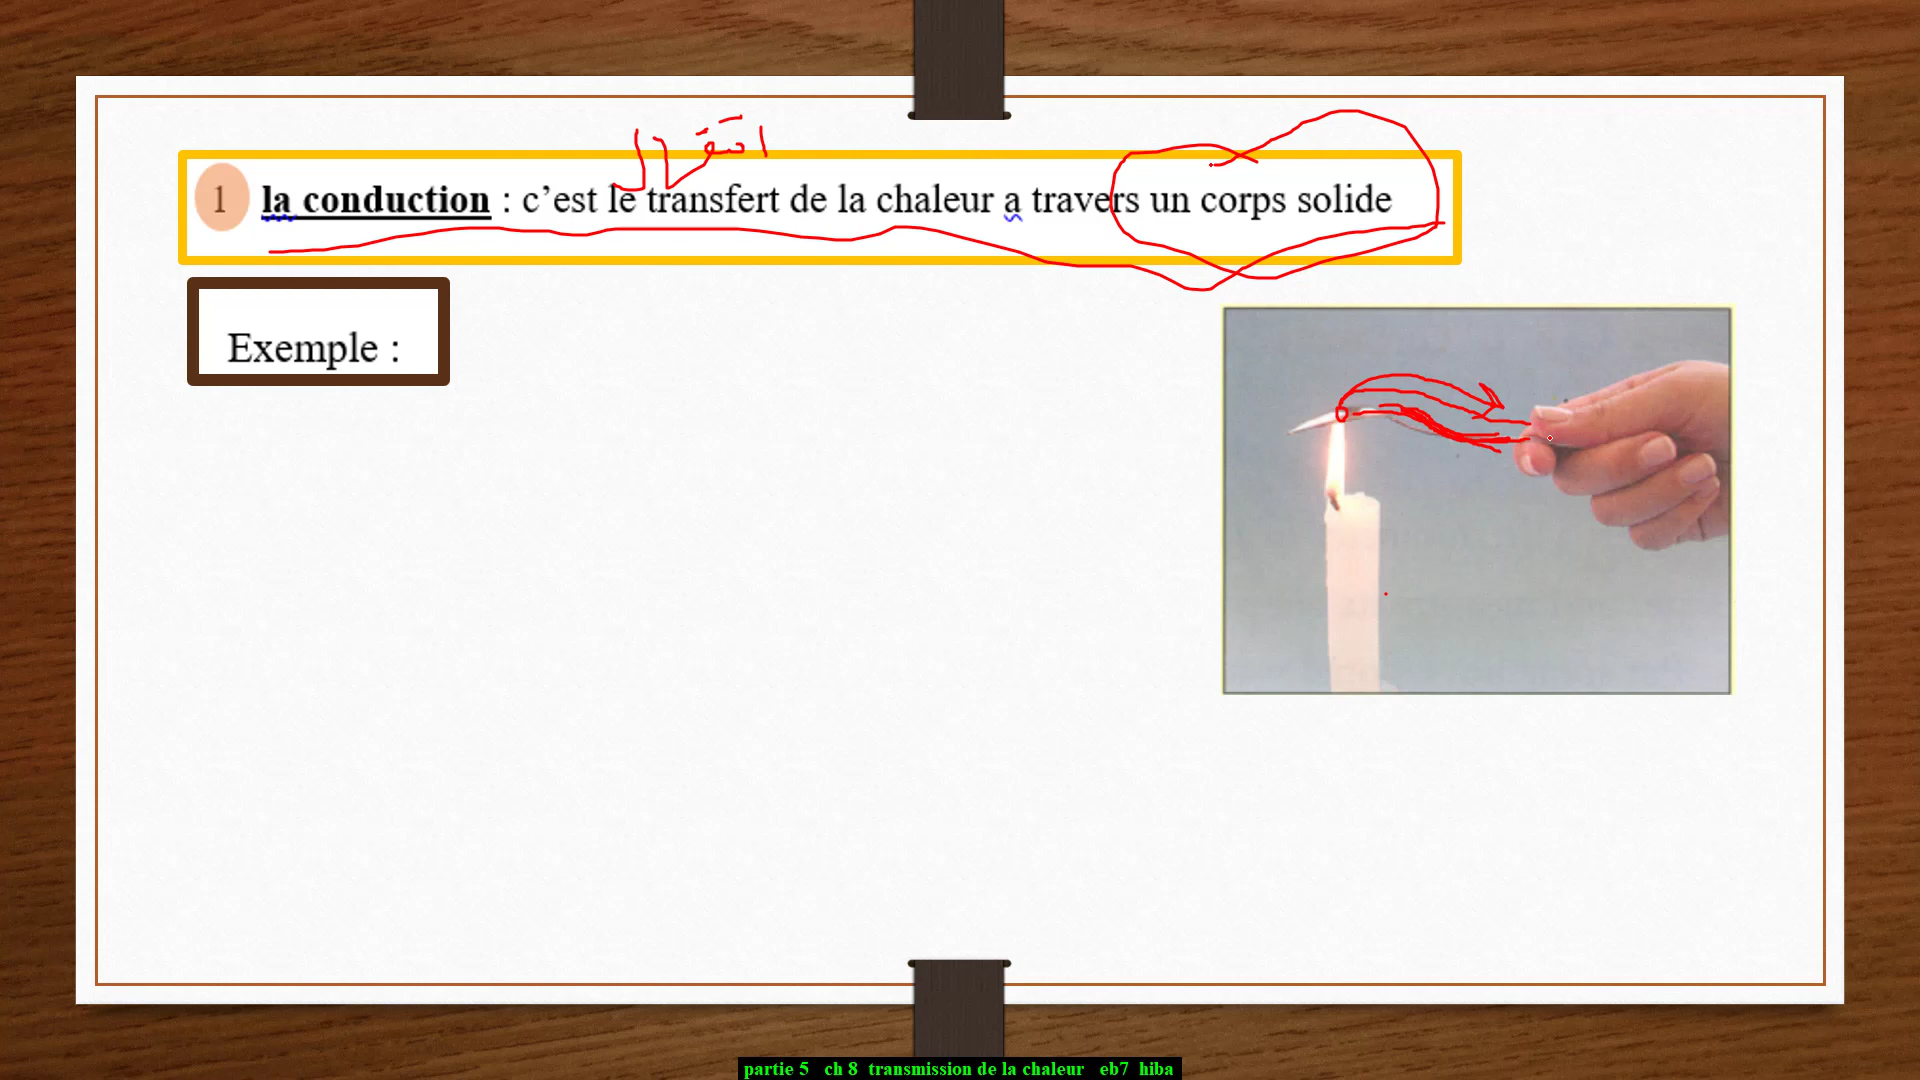 انتقال
1 la conduction : c’est le transfert de la chaleur a travers un corps solide
Exemple :
partie 5 ch 8 transmission de la chaleur eb7 hiba